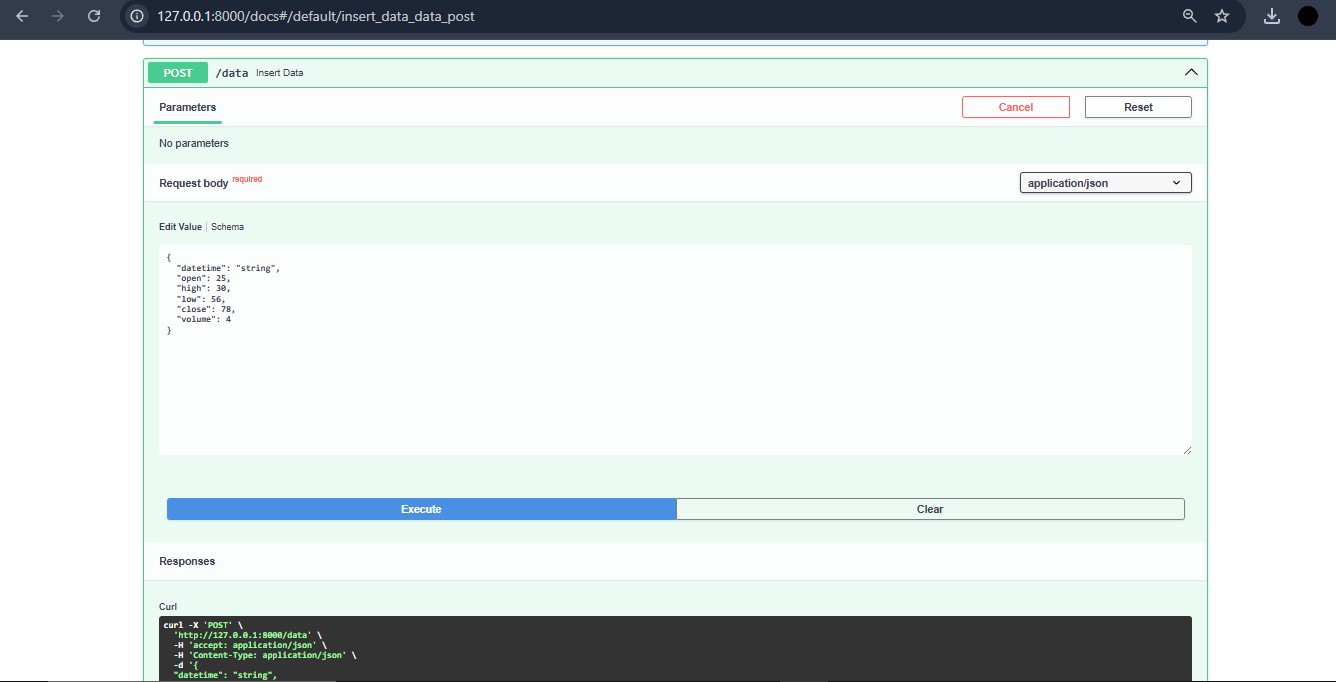 127.0.0.1:8000/docs#/default/insert_data_data_post
POST /data Insert Data
Parameters Cancel Reset
No parameters
Request body required application/json
Edit Value | Schema
{
"datetime": "string",
"open": 25,
"high": 30,
"low": 56,
"close": 78,
"volume": 4
}
Execute Clear
Responses
Curl
curl -X 'POST' \
'http://127.0.0.1:8000/data' \
-H 'accept: application/json' \
-H 'Content-Type: application/json' \
-d '{
"datetime": "string",